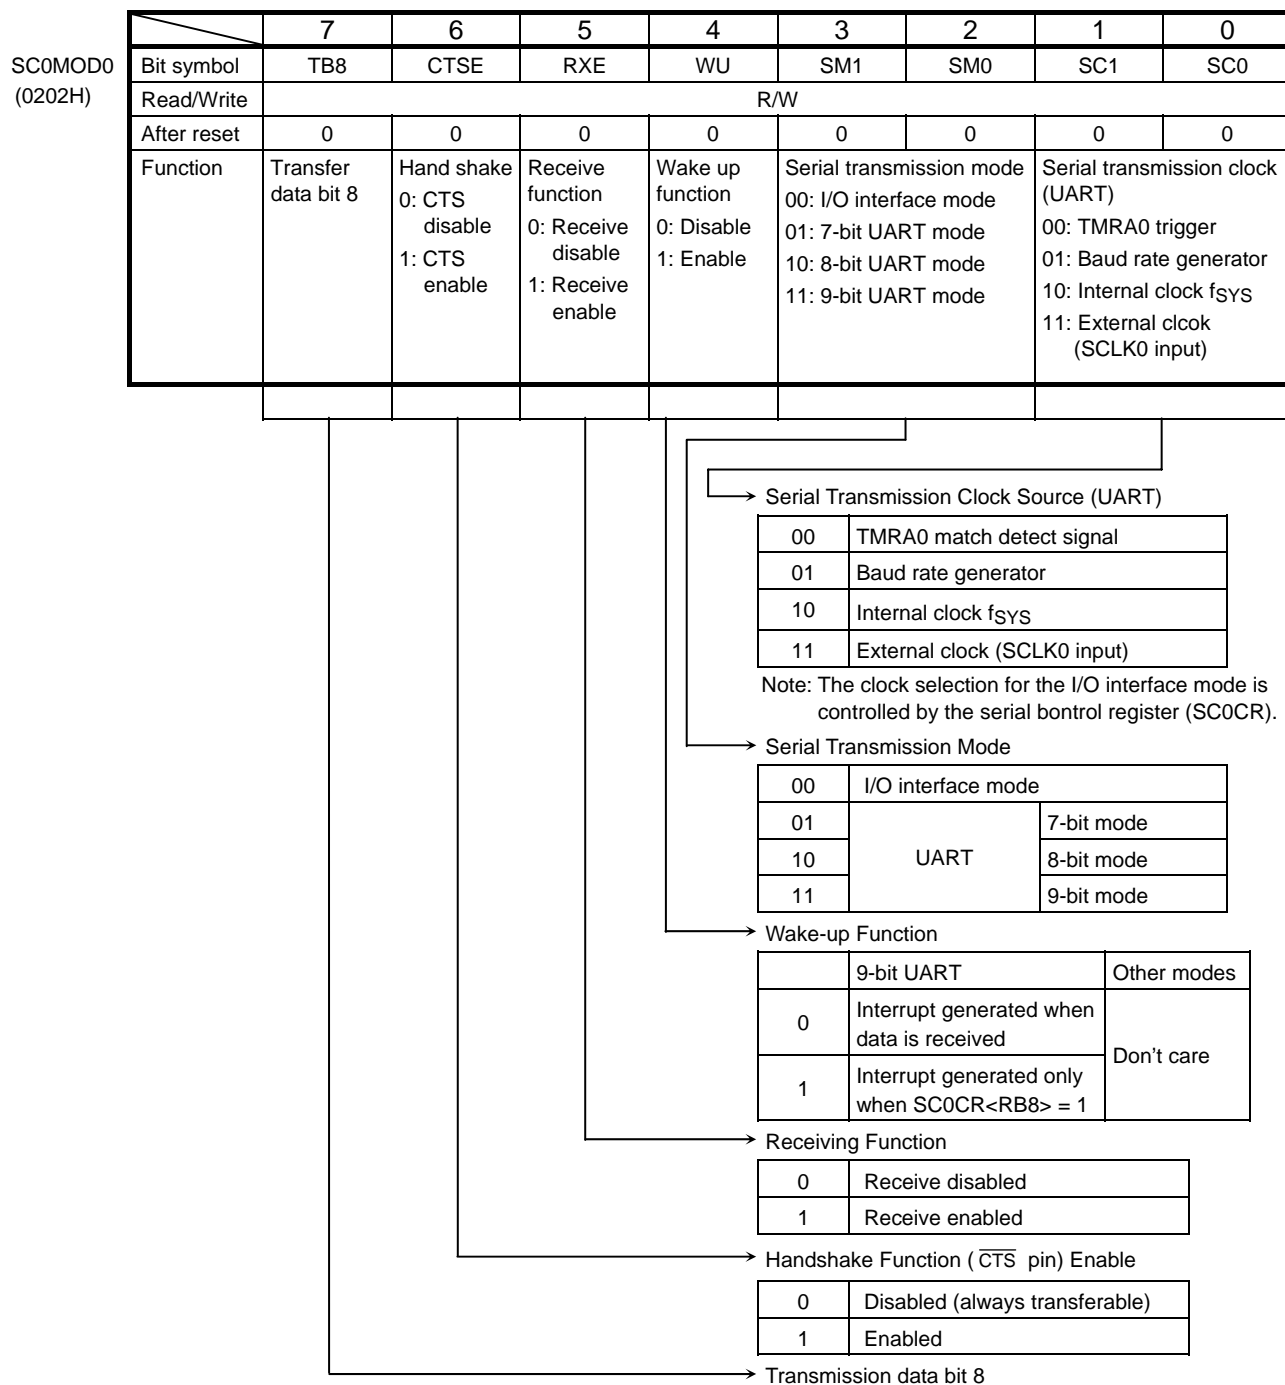 7 6 5 4 3 2 1 0
SC0MOD0 Bit symbol TB8 CTSE RXE WU SM1 SM0 SC1 SC0
(0202H) Read/Write R/W
After reset 0 0 0 0 0 0 0 0
Function
Transfer
data bit 8
Hand shake
0: CTS
disable
1: CTS
enable
Receive
function
0: Receive
disable
1: Receive
enable
Wake up
function
0: Disable
1: Enable
Serial transmission mode
00: I/O interface mode
01: 7-bit UART mode
10: 8-bit UART mode
11: 9-bit UART mode
Serial transmission clock
(UART)
00: TMRA0 trigger
01: Baud rate generator
10: Internal clock fSYS
11: External clcok
(SCLK0 input)
Serial Transmission Clock Source (UART)
00 TMRA0 match detect signal
01 Baud rate generator
10 Internal clock fSYS
11 External clock (SCLK0 input)
Note: The clock selection for the I/O interface mode is
controlled by the serial bontrol register (SC0CR).
Serial Transmission Mode
00 I/O interface mode
01 7-bit mode
10 UART 8-bit mode
11 9-bit mode
Wake-up Function
9-bit UART Other modes
0 Interrupt generated when
data is received
Don't care
1 Interrupt generated only
when SC0CR<RB8> = 1
Receiving Function
0 Receive disabled
1 Receive enabled
Handshake Function ( C̅T̅S̅ pin) Enable
0 Disabled (always transferable)
1 Enabled
Transmission data bit 8